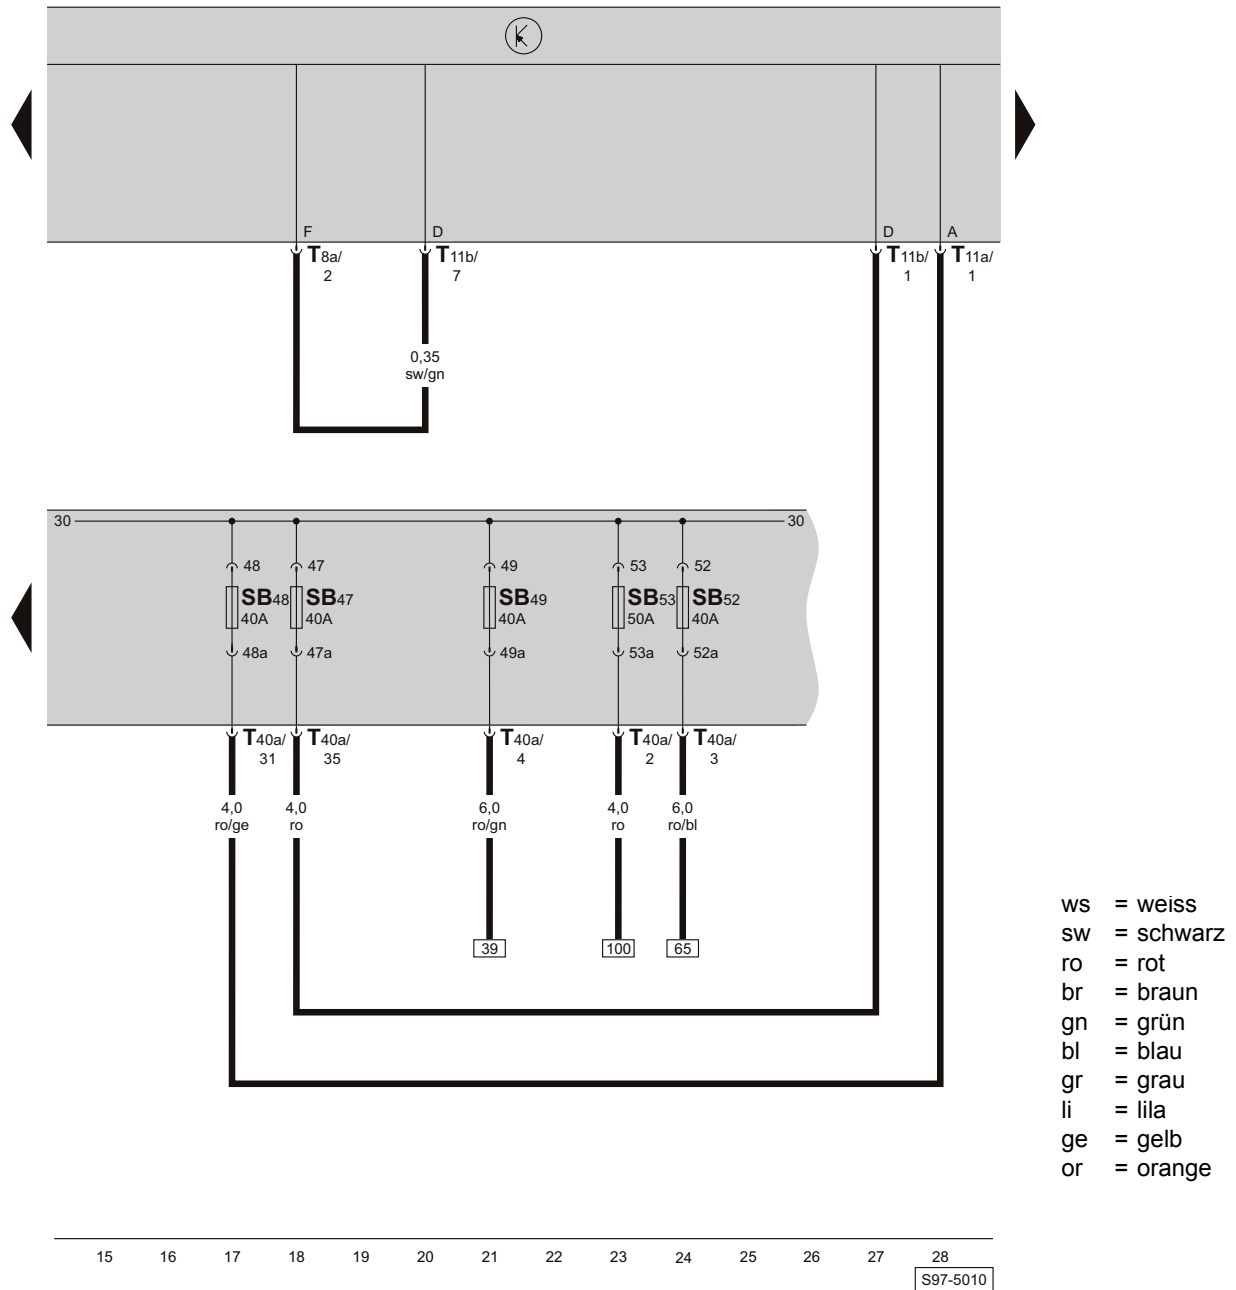 F D D A
T8a/ T11b/ T11b/ T11a/
2 7 1 1
0,35
sw/gn
30 30
48 47 49 53 52
SB48 SB47 SB49 SB53 SB52
40A 40A 40A 50A 40A
48a 47a 49a 53a 52a
T40a/ T40a/ T40a/ T40a/ T40a/
31 35 4 2 3
4,0 4,0 6,0 4,0 6,0
ro/ge ro ro/gn ro ro/bl
39 100 65
ws = weiss
sw = schwarz
ro = rot
br = braun
gn = grün
bl = blau
gr = grau
li = lila
ge = gelb
or = orange
15 16 17 18 19 20 21 22 23 24 25 26 27 28
S97-5010